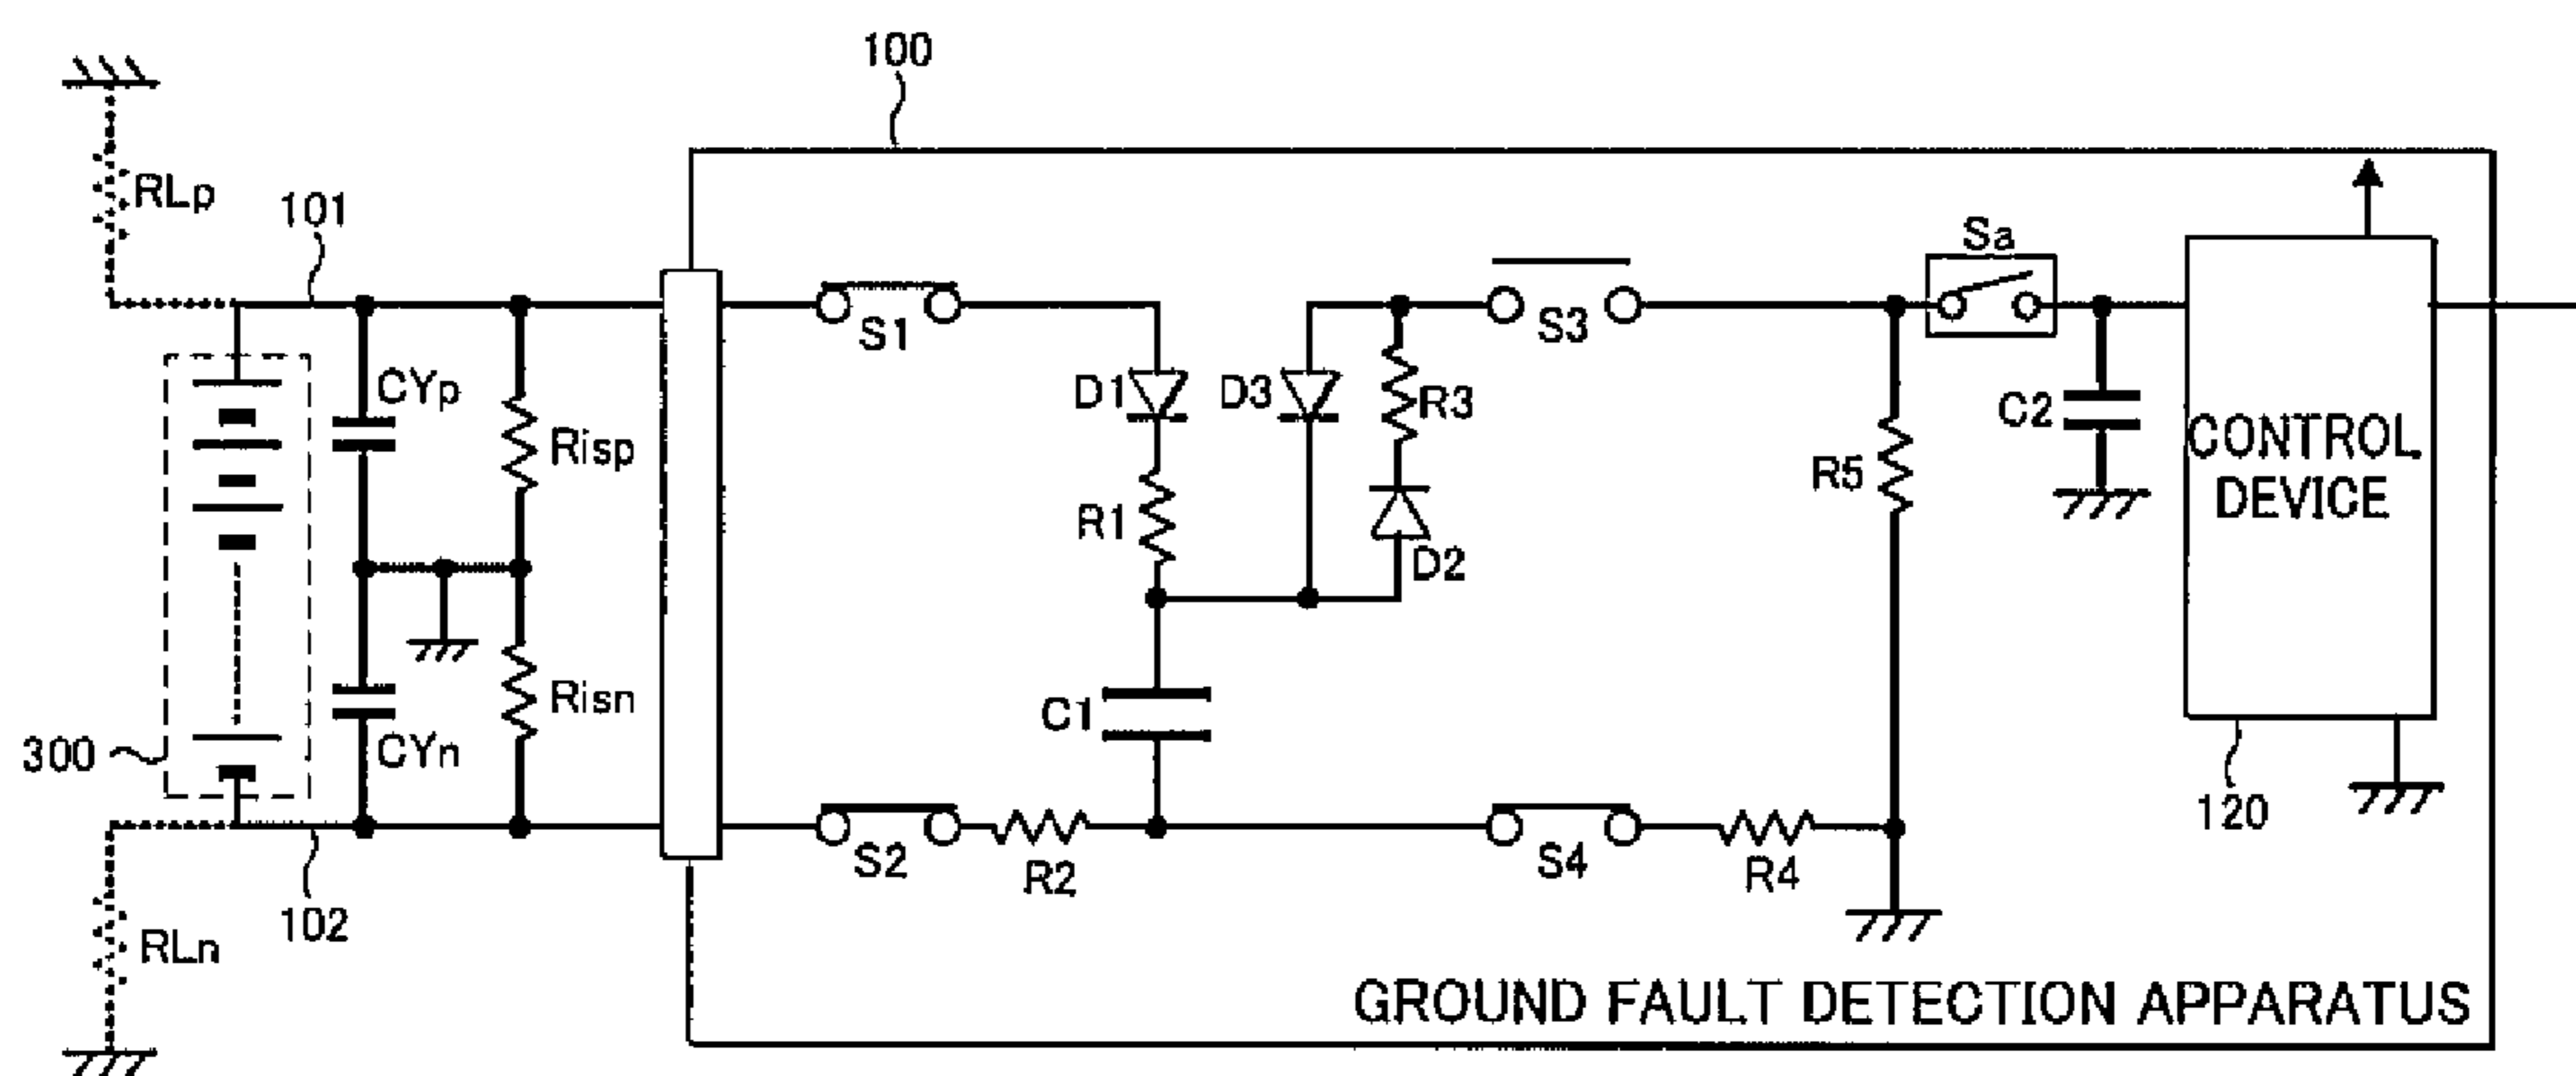 100
RLp
101
Sa
S1
S3
CYp
D1
D3
R3
C2
CONTROL
DEVICE
Risp
R5
R1
D2
C1
Risn
300
CYn
120
S2
R2
S4
R4
102
RLn
GROUND FAULT DETECTION APPARATUS